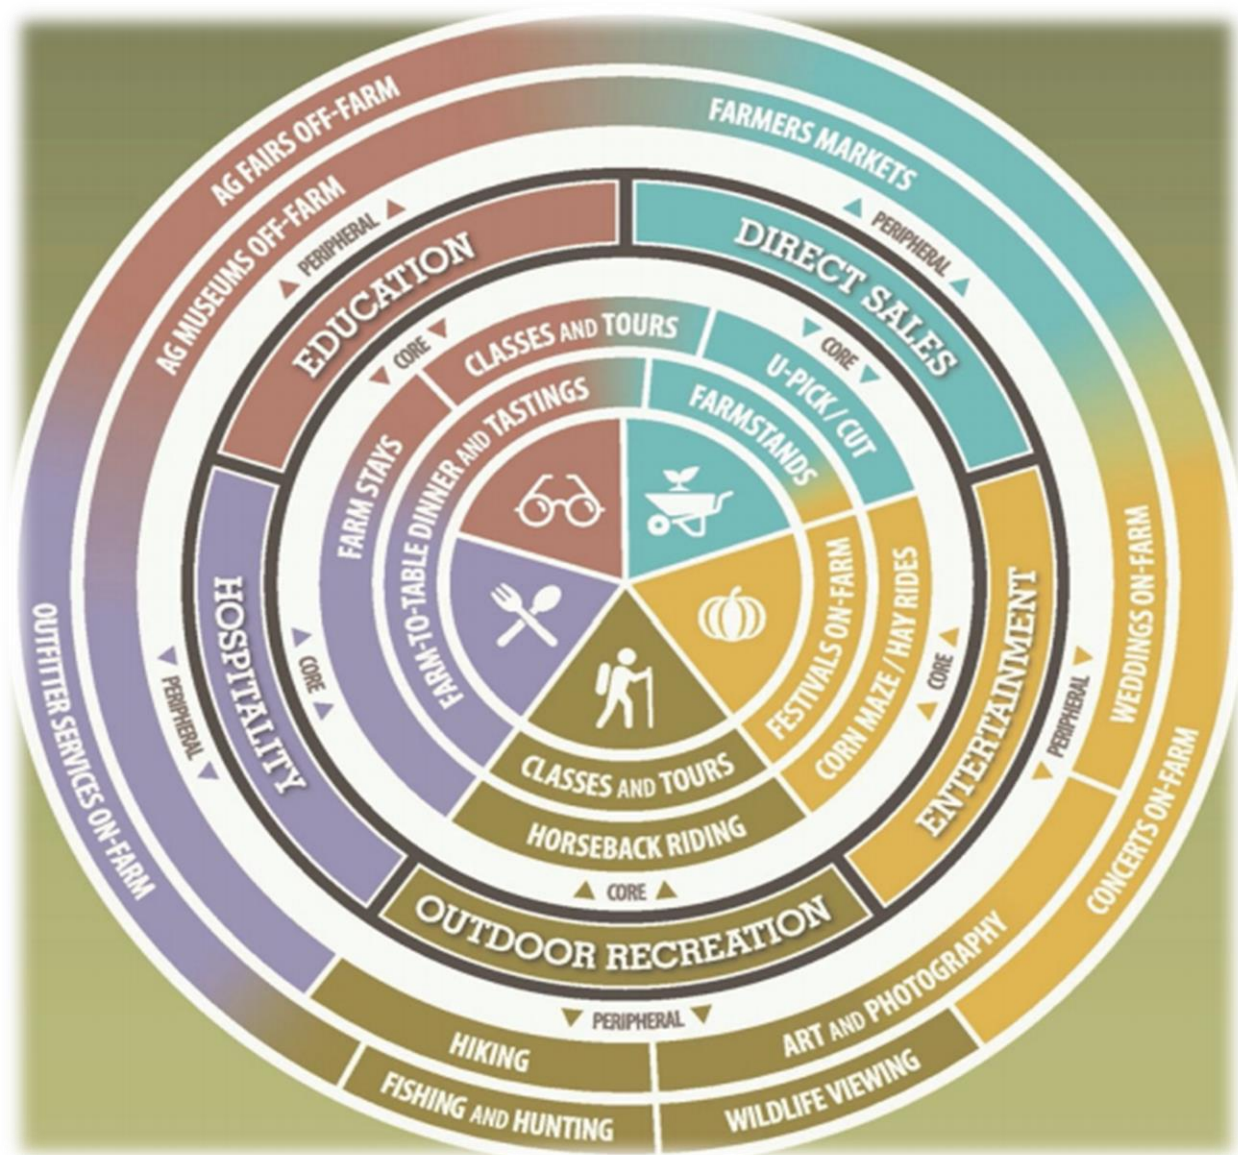 AG FAIRS OFF-FARM
AG MUSEUMS OFF-FARM
FARMERS MARKETS
PERIPHERAL
PERIPHERAL
EDUCATION
DIRECT SALES
CORE
CORE
CLASSES AND TOURS
U-PICK / CUT
FARM STAYS
FARM-TO-TABLE DINNER AND TASTINGS
FARMSTANDS
HOSPITALITY
CORE
PERIPHERAL
OUTFITTER SERVICES ON-FARM
FESTIVALS ON-FARM
CORN MAZE / HAY RIDES
CORE
ENTERTAINMENT
PERIPHERAL
WEDDINGS ON-FARM
CONCERTS ON-FARM
CLASSES AND TOURS
HORSEBACK RIDING
CORE
OUTDOOR RECREATION
PERIPHERAL
HIKING
ART AND PHOTOGRAPHY
FISHING AND HUNTING
WILDLIFE VIEWING